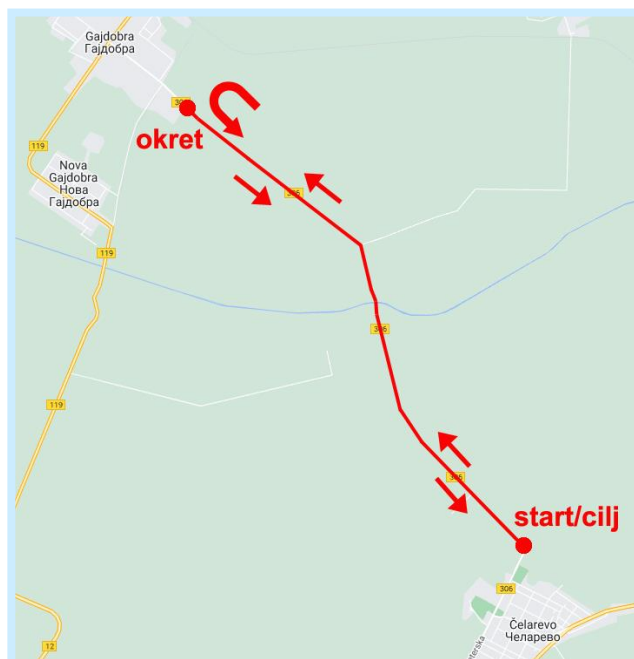 Gajdobra
Гајдобра
306
okret
119
Nova
Gajdobra
Нова
Гајдобра
306
119
306
119
306
start/cilj
306
Čelarevo
Челарево
12